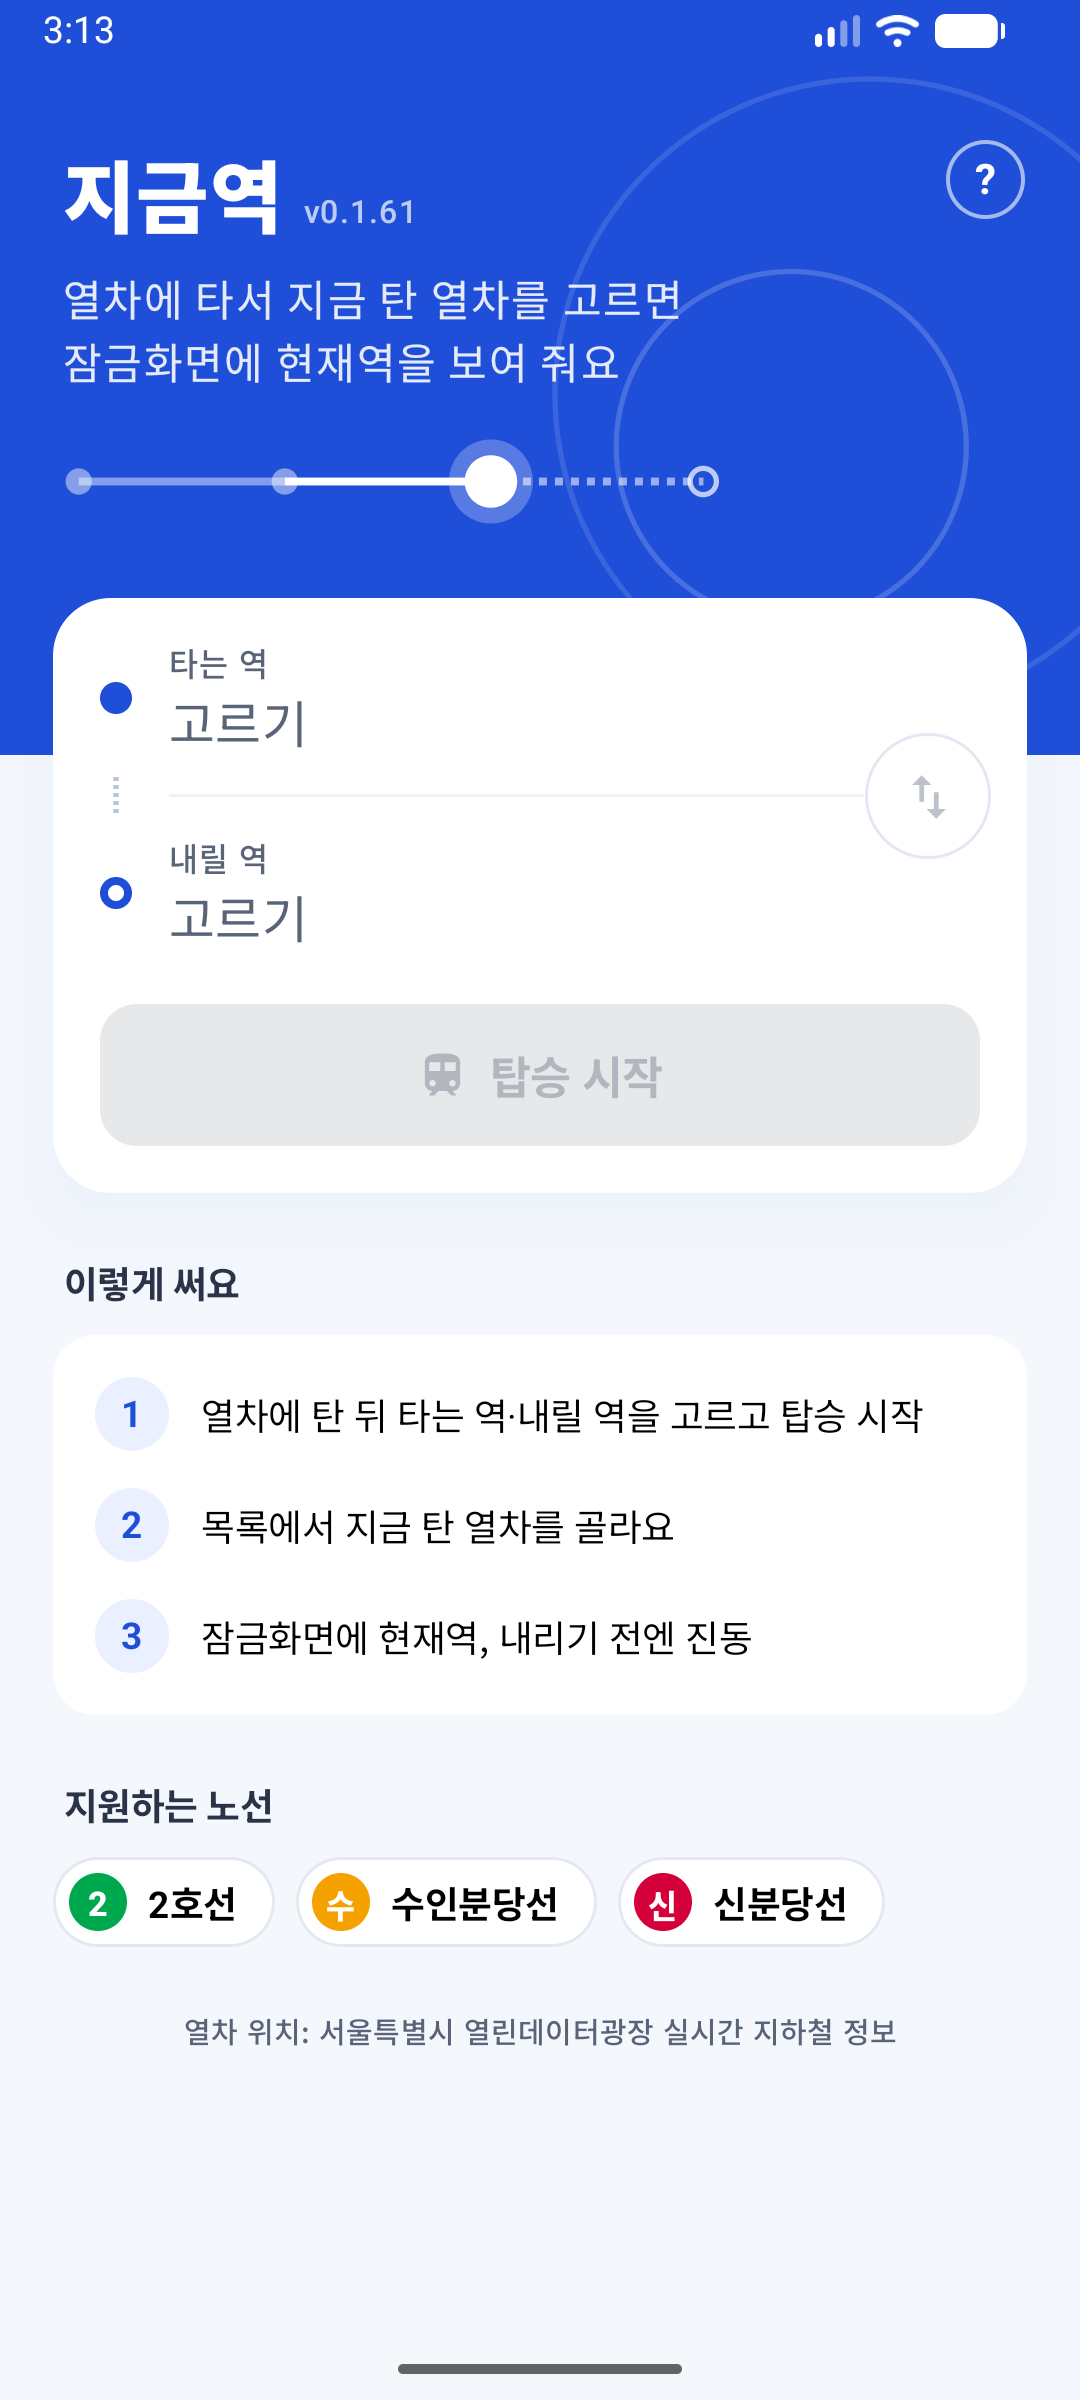 3:13
지금역 v0.1.61
?
열차에 타서 지금 탄 열차를 고르면
잠금화면에 현재역을 보여 줘요
타는 역
고르기
내릴 역
고르기
탑승 시작
이렇게 써요
1 열차에 탄 뒤 타는 역·내릴 역을 고르고 탑승 시작
2 목록에서 지금 탄 열차를 골라요
3 잠금화면에 현재역, 내리기 전엔 진동
지원하는 노선
2 2호선 수 수인분당선 신 신분당선
열차 위치: 서울특별시 열린데이터광장 실시간 지하철 정보